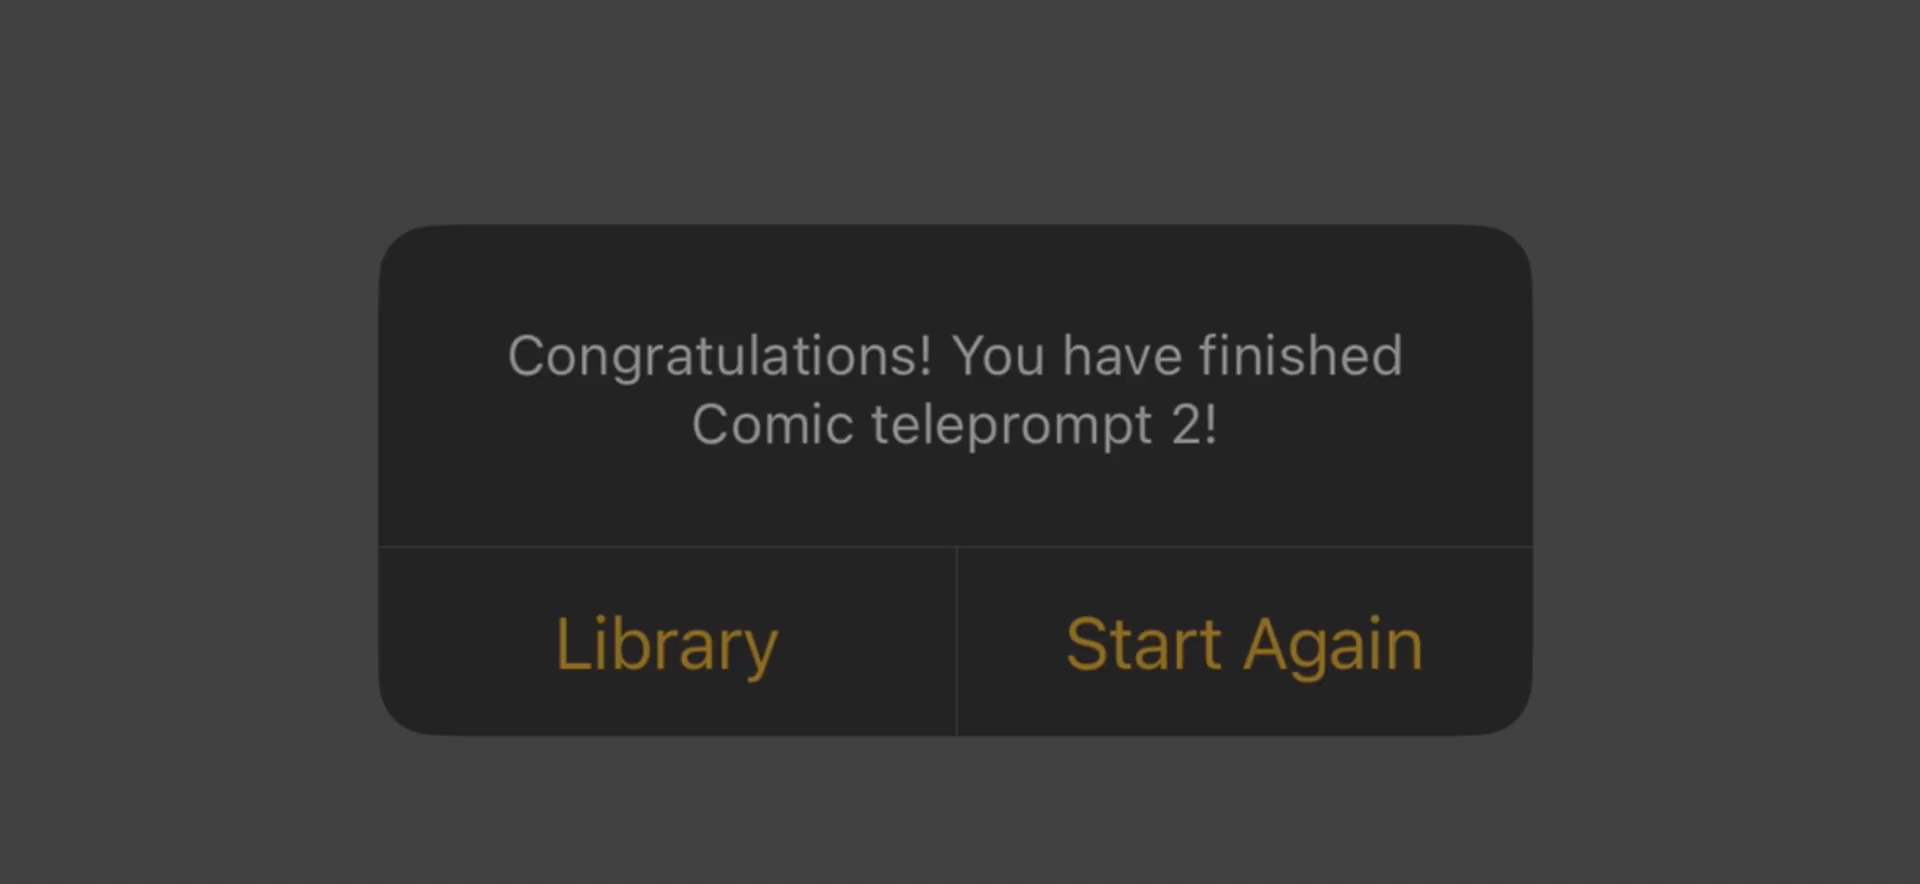 Congratulations! You have finished
Comic teleprompt 2!
Library
Start Again